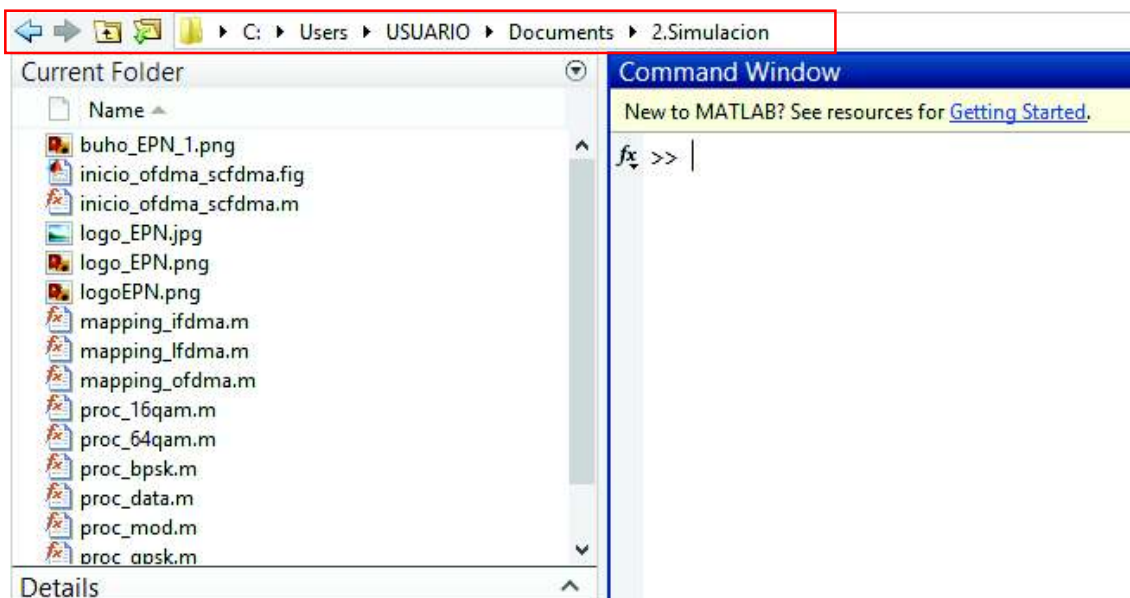 C: Users USUARIO Documents 2.Simulacion
Current Folder
Name
buho_EPN_1.png
inicio_ofdma_scfdma.fig
inicio_ofdma_scfdma.m
logo_EPN.jpg
logo_EPN.png
logoEPN.png
mapping_ifdma.m
mapping_lfdma.m
mapping_ofdma.m
proc_16qam.m
proc_64qam.m
proc_bpsk.m
proc_data.m
proc_mod.m
proc_qpsk.m
Details
Command Window
New to MATLAB? See resources for Getting Started.
fx >>